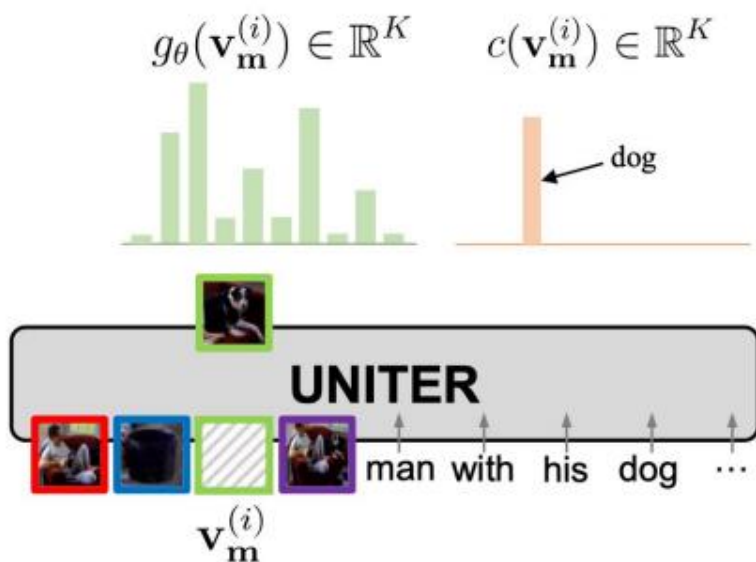 g_θ(v_m^(i)) ∈ ℝ^K c(v_m^(i)) ∈ ℝ^K
dog
UNITER
man with his dog ...
v_m^(i)